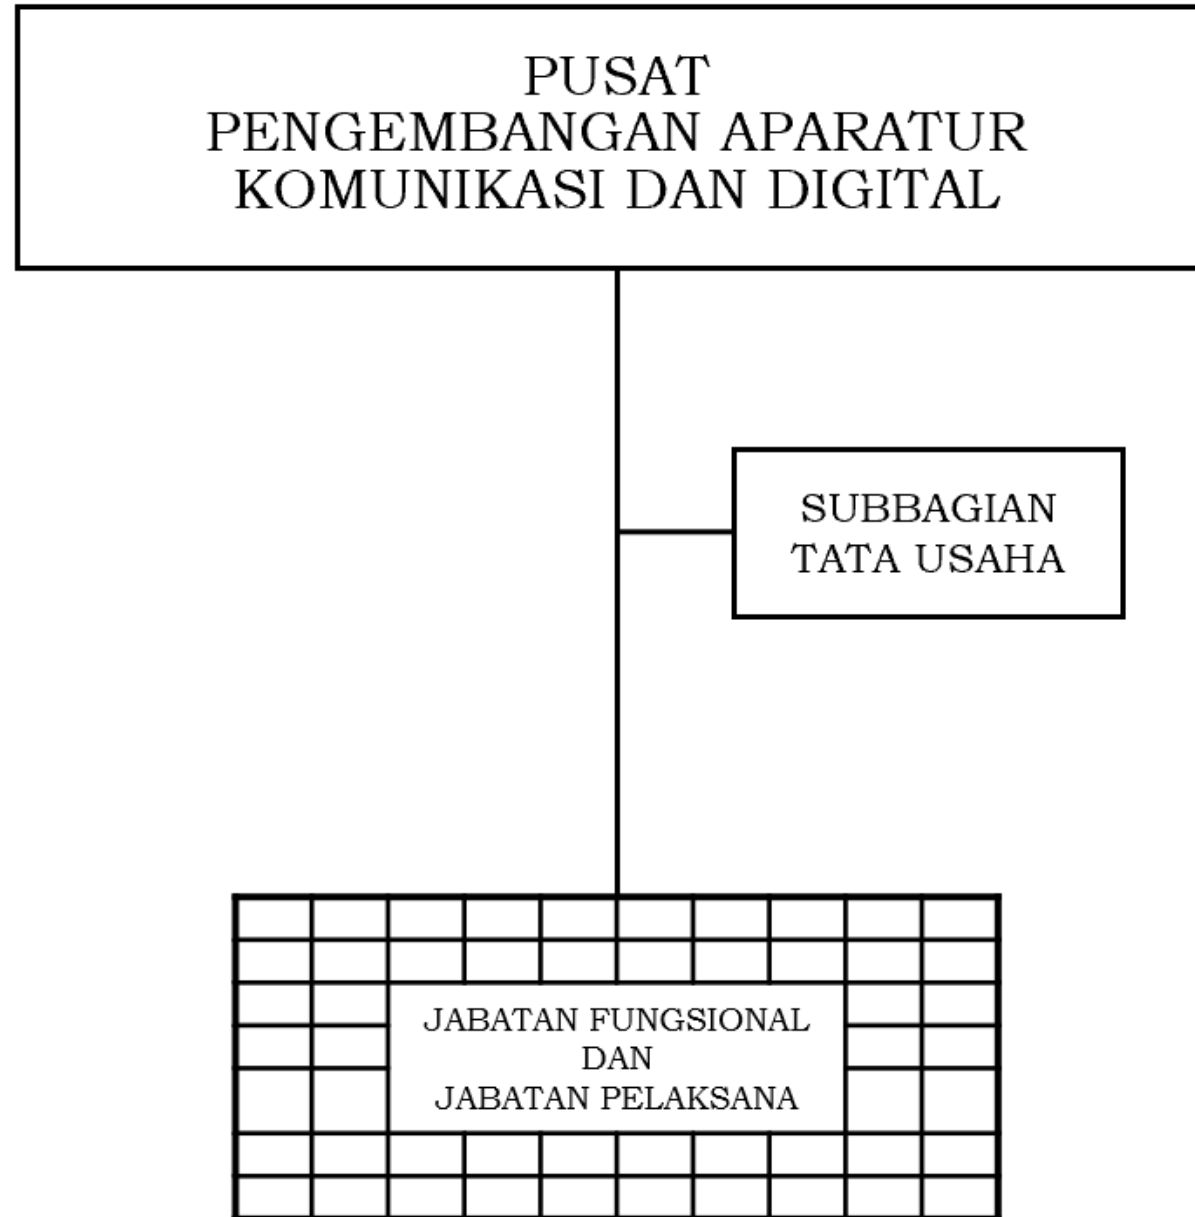 PUSAT
PENGEMBANGAN APARATUR
KOMUNIKASI DAN DIGITAL
SUBBAGIAN
TATA USAHA
JABATAN FUNGSIONAL
DAN
JABATAN PELAKSANA